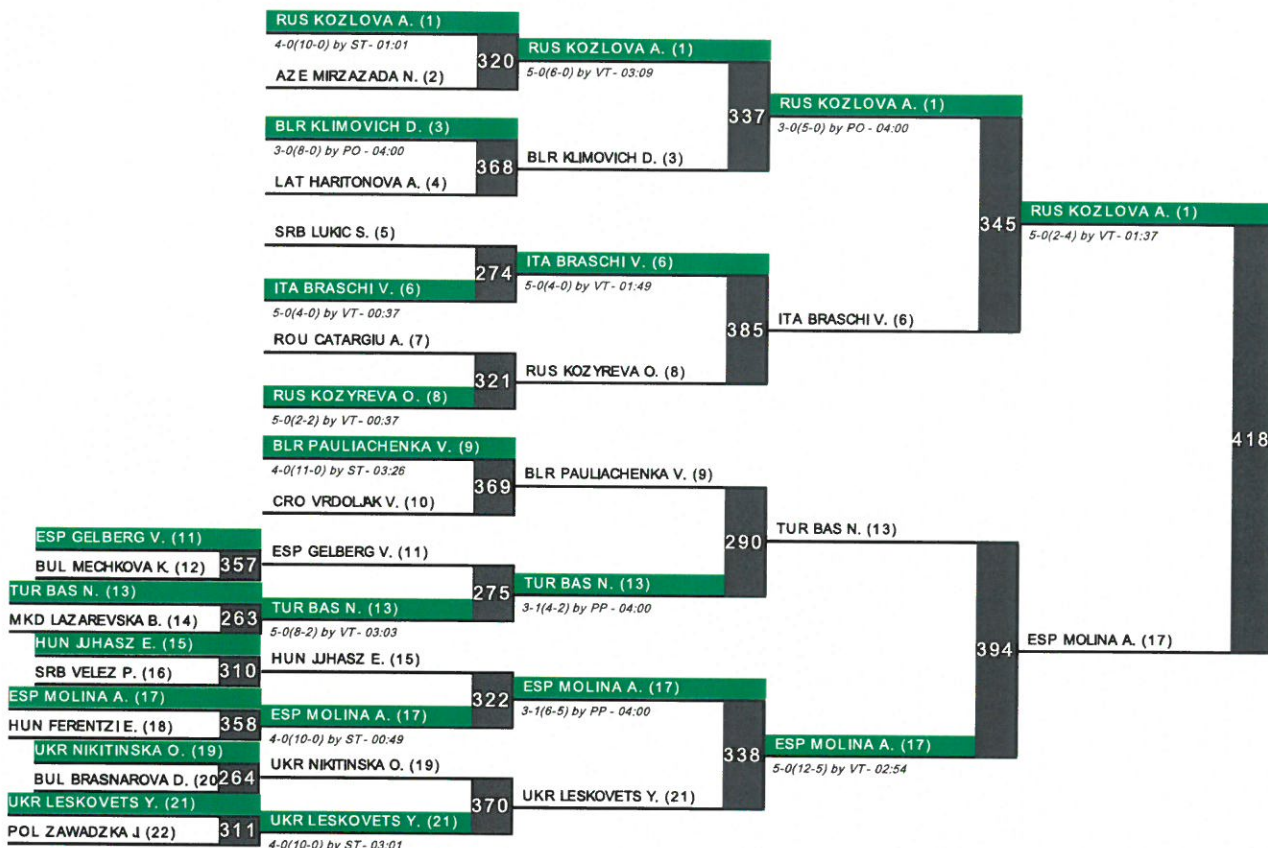 RUS KOZLOVA A. (1)
4-0(10-0) by ST - 01:01
AZE MIRZAZADA N. (2)
320
BLR KLIMOVICH D. (3)
3-0(8-0) by PO - 04:00
LAT HARITONOVA A. (4)
368
SRB LUKIC S. (5)
274
ITA BRASCHI V. (6)
5-0(4-0) by VT - 00:37
ROU CATARGIU A. (7)
321
RUS KOZYREVA O. (8)
5-0(2-2) by VT - 00:37
BLR PAULIACHENKA V. (9)
4-0(11-0) by ST - 03:26
CRO VRDOLJAK V. (10)
369
ESP GELBERG V. (11)
BUL MECHKOVA K. (12)
357
TUR BAS N. (13)
MKD LAZAREVSKA B. (14)
263
HUN JUHASZ E. (15)
SRB VELEZ P. (16)
310
ESP MOLINA A. (17)
HUN FERENTZI E. (18)
358
UKR NIKITINSKA O. (19)
BUL BRASNAROVA D. (20
264
UKR LESKOVETS Y. (21)
POL ZAWADZKA J. (22)
311
ESP GELBERG V. (11)
275
TUR BAS N. (13)
5-0(8-2) by VT - 03:03
HUN JUHASZ E. (15)
322
ESP MOLINA A. (17)
4-0(10-0) by ST - 00:49
UKR NIKITINSKA O. (19)
370
UKR LESKOVETS Y. (21)
4-0(10-0) by ST - 03:01
RUS KOZLOVA A. (1)
5-0(6-0) by VT - 03:09
337
BLR KLIMOVICH D. (3)
ITA BRASCHI V. (6)
5-0(4-0) by VT - 01:49
385
RUS KOZYREVA O. (8)
BLR PAULIACHENKA V. (9)
290
TUR BAS N. (13)
3-1(4-2) by PP - 04:00
ESP MOLINA A. (17)
3-1(6-5) by PP - 04:00
338
UKR LESKOVETS Y. (21)
RUS KOZLOVA A. (1)
3-0(5-0) by PO - 04:00
345
ITA BRASCHI V. (6)
TUR BAS N. (13)
394
ESP MOLINA A. (17)
5-0(12-5) by VT - 02:54
RUS KOZLOVA A. (1)
5-0(2-4) by VT - 01:37
418
ESP MOLINA A. (17)